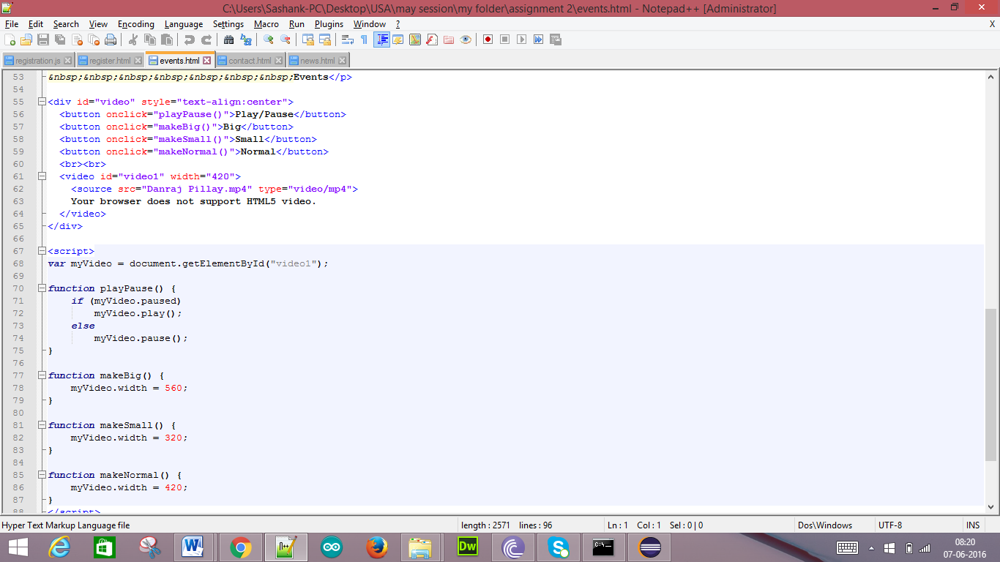 C:\Users\Sashank-PC\Desktop\USA\may session\my folder\assignment 2\events.html - Notepad++ [Administrator]
File Edit Search View Encoding Language Settings Macro Run Plugins Window ? X
registration.js register.html events.html contact.html news.html
53 &nbsp;&nbsp;&nbsp;&nbsp;&nbsp;&nbsp;&nbsp;Events</p>
54
55 <div id="video" style="text-align:center">
56 <button onclick="playPause()">Play/Pause</button>
57 <button onclick="makeBig()">Big</button>
58 <button onclick="makeSmall()">Small</button>
59 <button onclick="makeNormal()">Normal</button>
60 <br><br>
61 <video id="video1" width="420">
62 <source src="Danraj Pillay.mp4" type="video/mp4">
63 Your browser does not support HTML5 video.
64 </video>
65 </div>
66
67 <script>
68 var myVideo = document.getElementById("video1");
69
70 function playPause() {
71 if (myVideo.paused)
72 myVideo.play();
73 else
74 myVideo.pause();
75 }
76
77 function makeBig() {
78 myVideo.width = 560;
79 }
80
81 function makeSmall() {
82 myVideo.width = 320;
83 }
84
85 function makeNormal() {
86 myVideo.width = 420;
87 }
88 </script>
Hyper Text Markup Language file length : 2571 lines : 96 Ln : 1 Col : 1 Sel : 0 | 0 Dos\Windows UTF-8 INS
Dw
08:20
07-06-2016